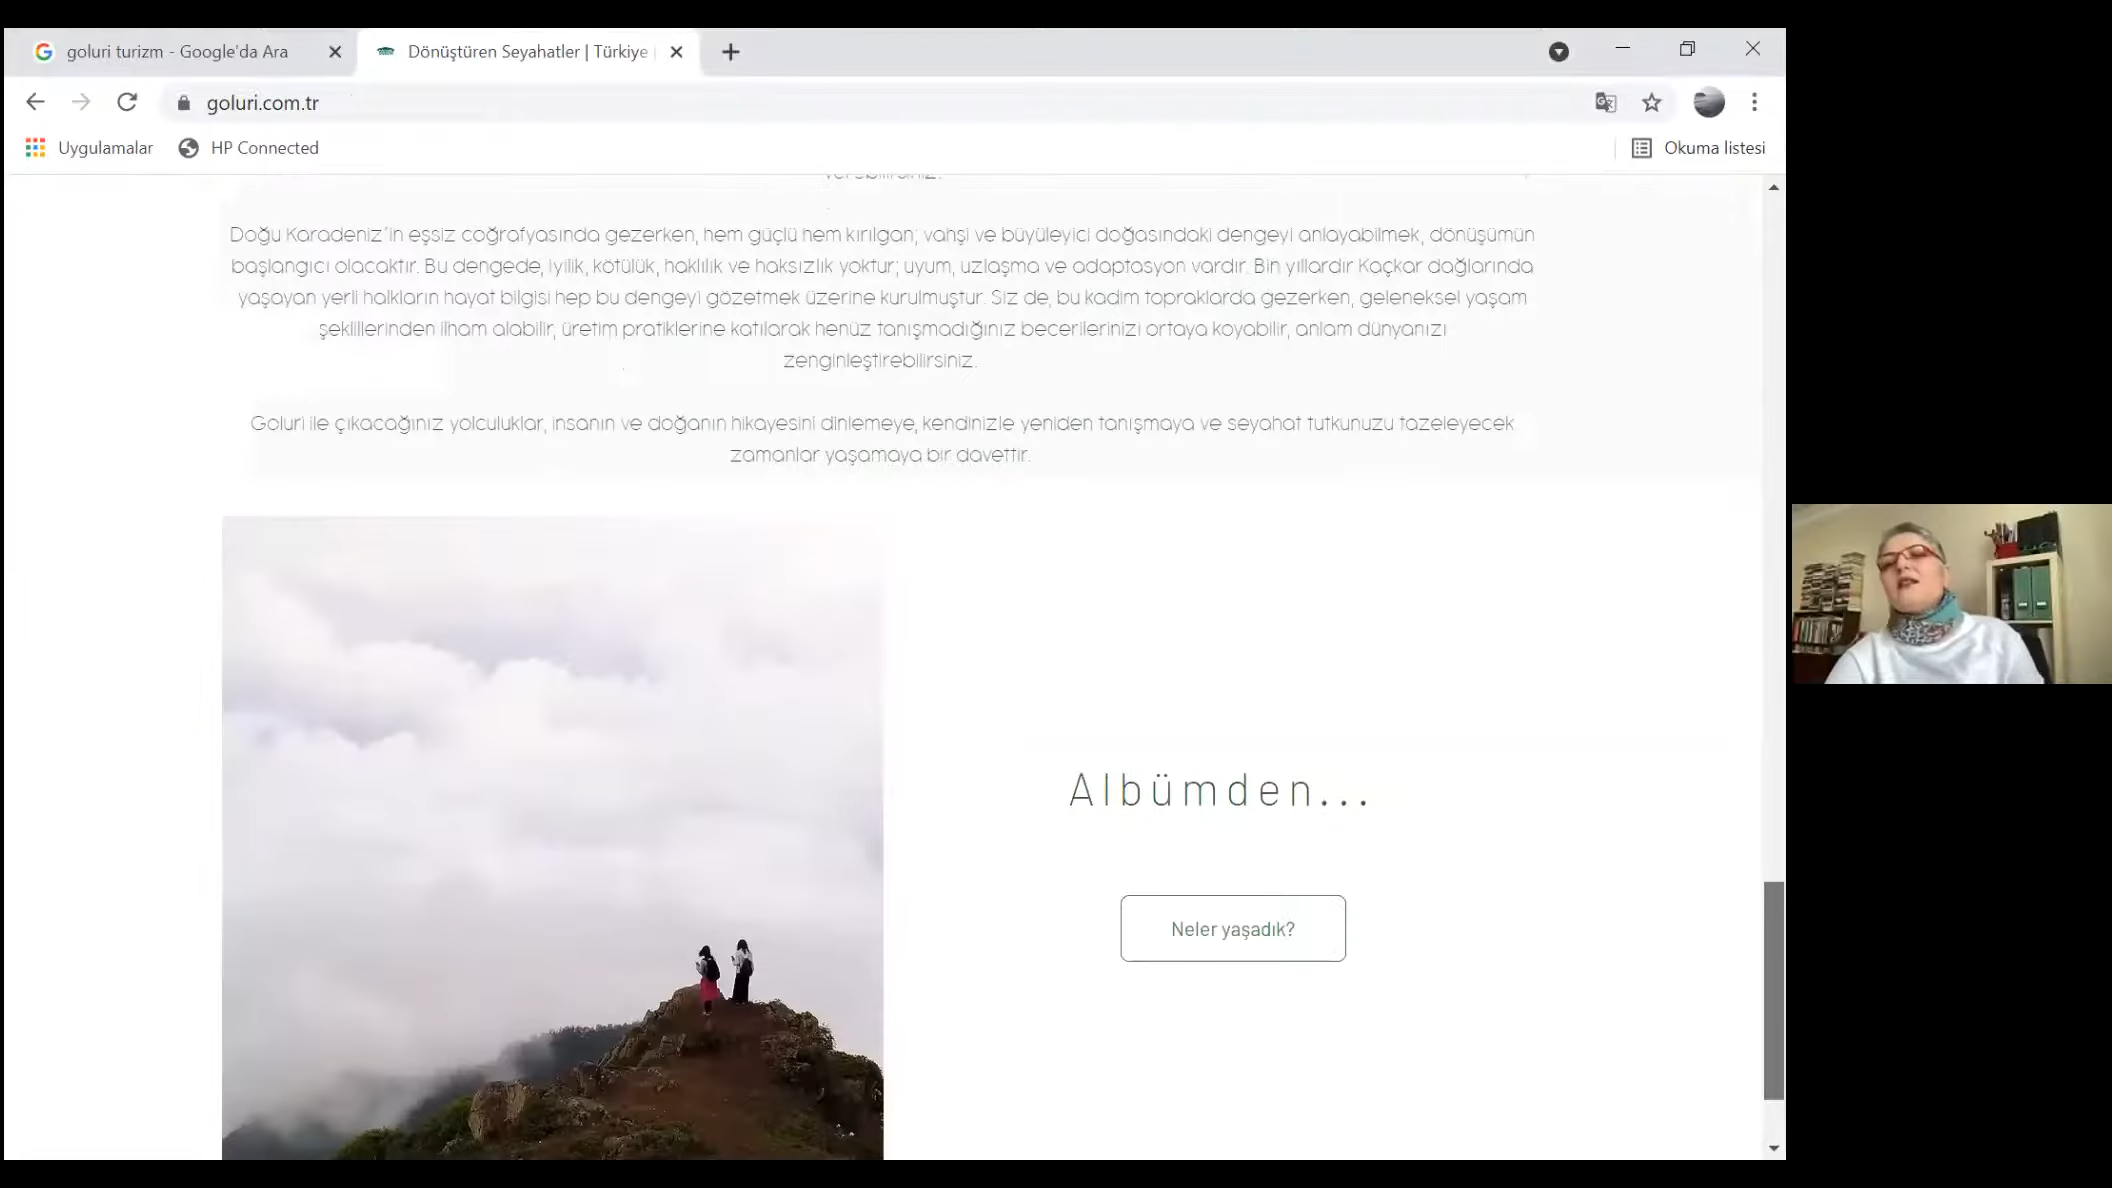 goluri turizm - Google'da Ara
Dönüştüren Seyahatler | Türkiye
goluri.com.tr
Uygulamalar
HP Connected
Okuma listesi
Doğu Karadeniz'in eşsiz coğrafyasında gezerken, hem güçlü hem kırılgan; vahşi ve büyüleyici doğasındaki dengeyi anlayabilmek, dönüşümün
başlangıcı olacaktır. Bu dengede, iyilik, kötülük, haklılık ve haksızlık yoktur; uyum, uzlaşma ve adaptasyon vardır. Bin yıllardır Kaçkar dağlarında
yaşayan yerli halkların hayat bilgisi hep bu dengeyi gözetmek üzerine kurulmuştur. Siz de, bu kadim topraklarda gezerken, geleneksel yaşam
şeklillerinden ilham alabilir, üretim pratiklerine katılarak henüz tanışmadığınız becerilerinizi ortaya koyabilir, anlam dünyanızı
zenginleştirebilirsiniz.
Goluri ile çıkacağınız yolculuklar, insanın ve doğanın hikayesini dinlemeye, kendinizle yeniden tanışmaya ve seyahat tutkunuzu tazeleyecek
zamanlar yaşamaya bir davettir.
Albümden...
Neler yaşadık?